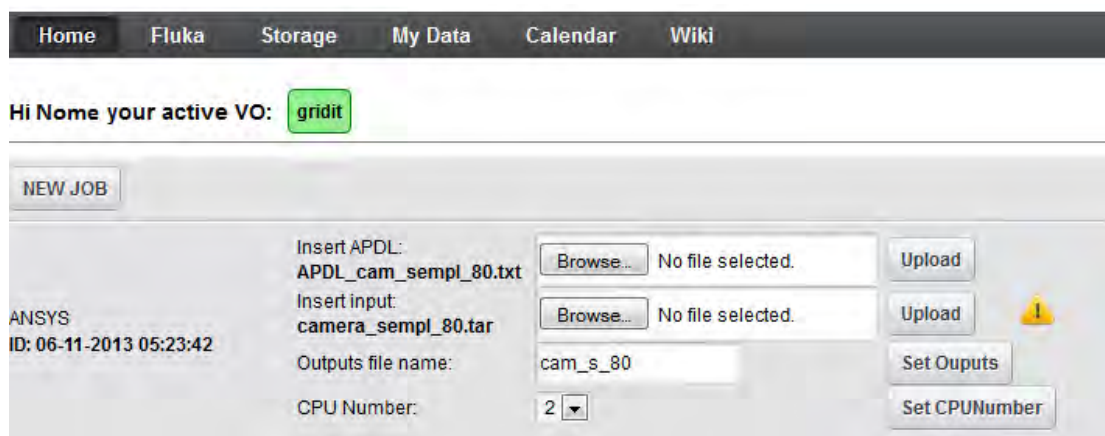 Home Fluka Storage My Data Calendar Wiki
Hi Nome your active VO: gridit
NEW JOB
ANSYS
ID: 06-11-2013 05:23:42
Insert APDL:
APDL_cam_sempl_80.txt
Browse... No file selected. Upload
Insert input:
camera_sempl_80.tar
Browse... No file selected. Upload
Outputs file name: cam_s_80 Set Ouputs
CPU Number: 2 Set CPUNumber